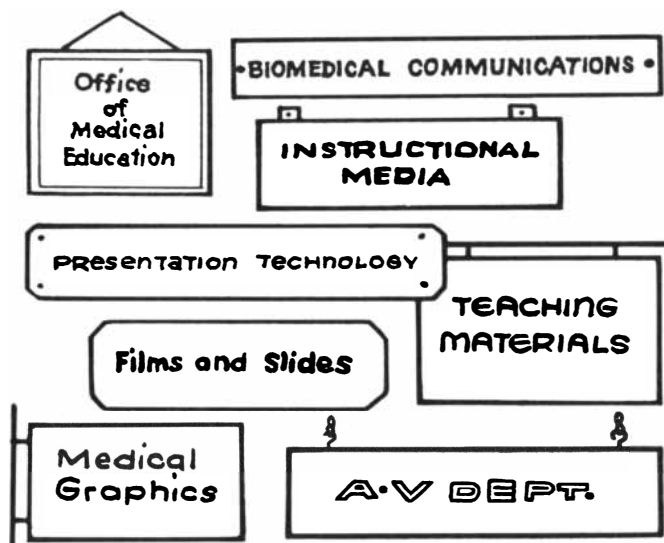 Office
of
Medical
Education
BIOMEDICAL COMMUNICATIONS
INSTRUCTIONAL
MEDIA
PRESENTATION TECHNOLOGY
TEACHING
MATERIALS
Films and Slides
Medical
Graphics
A·V DEPT.